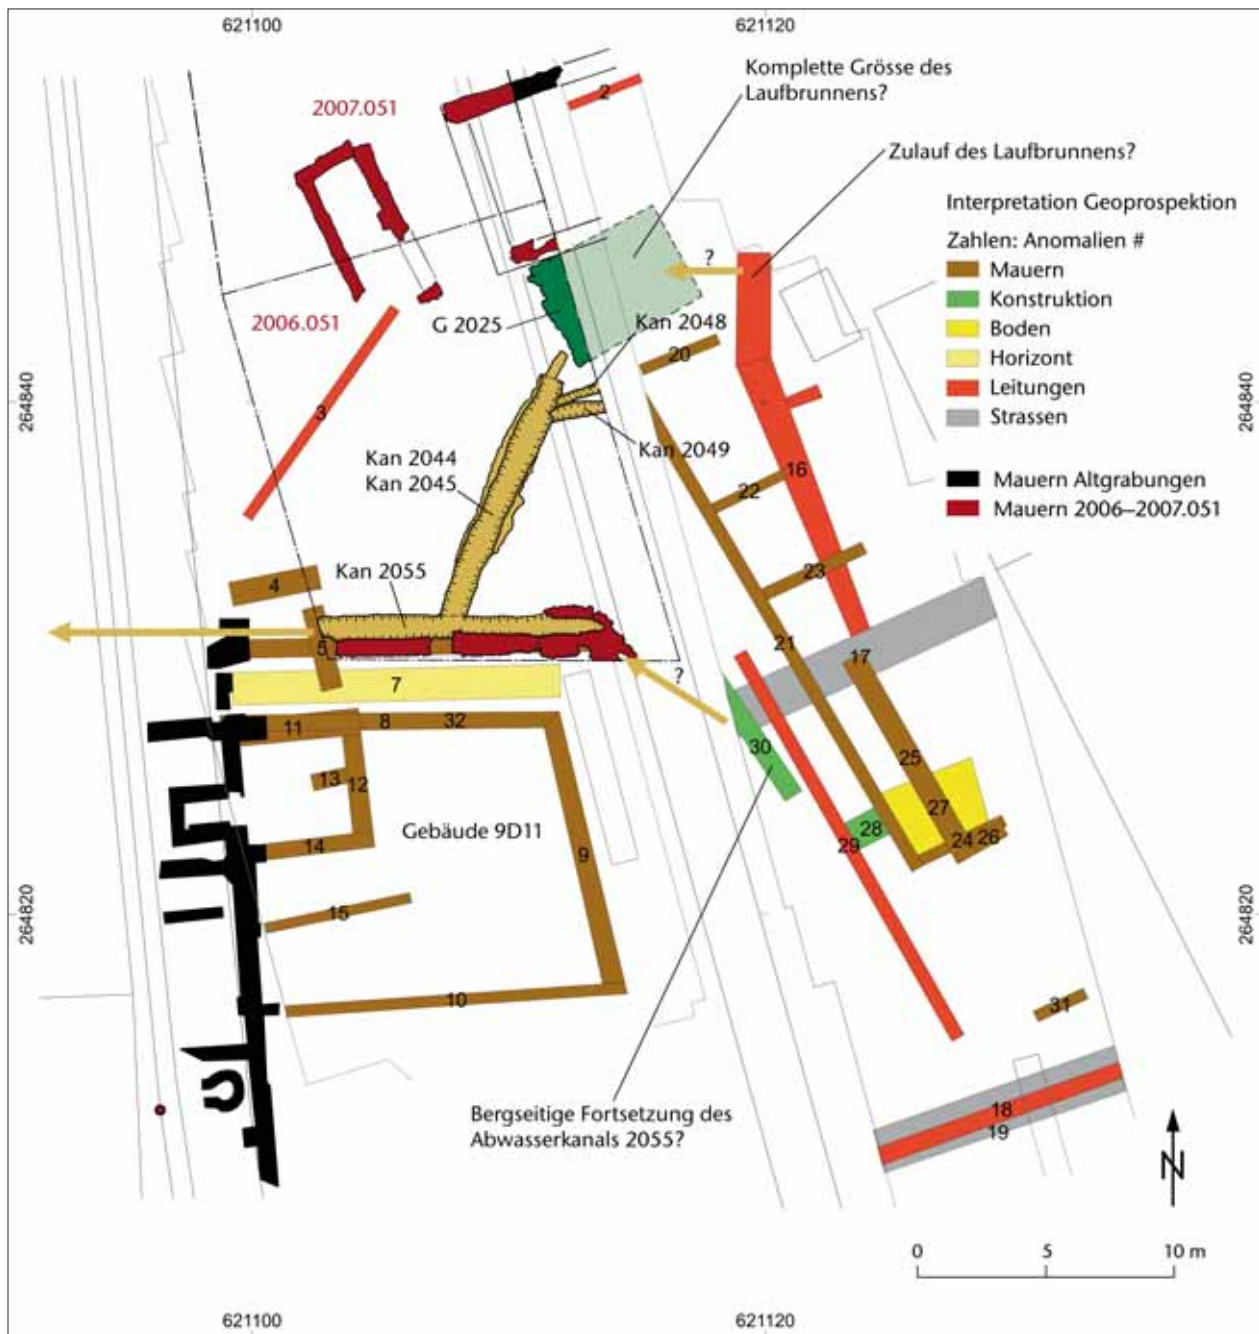 621100
621120
Komplette Grösse des
Laufbrunnens?
2007.051
2
Zulauf des Laufbrunnens?
Interpretation Geoprospektion
Zahlen: Anomalien #
Mauern
Konstruktion
Boden
Horizont
Leitungen
Strassen
Mauern Altgrabungen
Mauern 2006–2007.051
?
2006.051
G 2025
Kan 2048
20
264840
264840
3
Kan 2049
Kan 2044
Kan 2045
16
22
23
Kan 2055
4
5
21
17
7
?
11
8
32
30
25
13
12
27
28
Gebäude 9D11
14
29
24
26
9
15
264820
264820
10
31
Bergseitige Fortsetzung des
Abwasserkanals 2055?
18
19
N
0
5
10 m
621100
621120